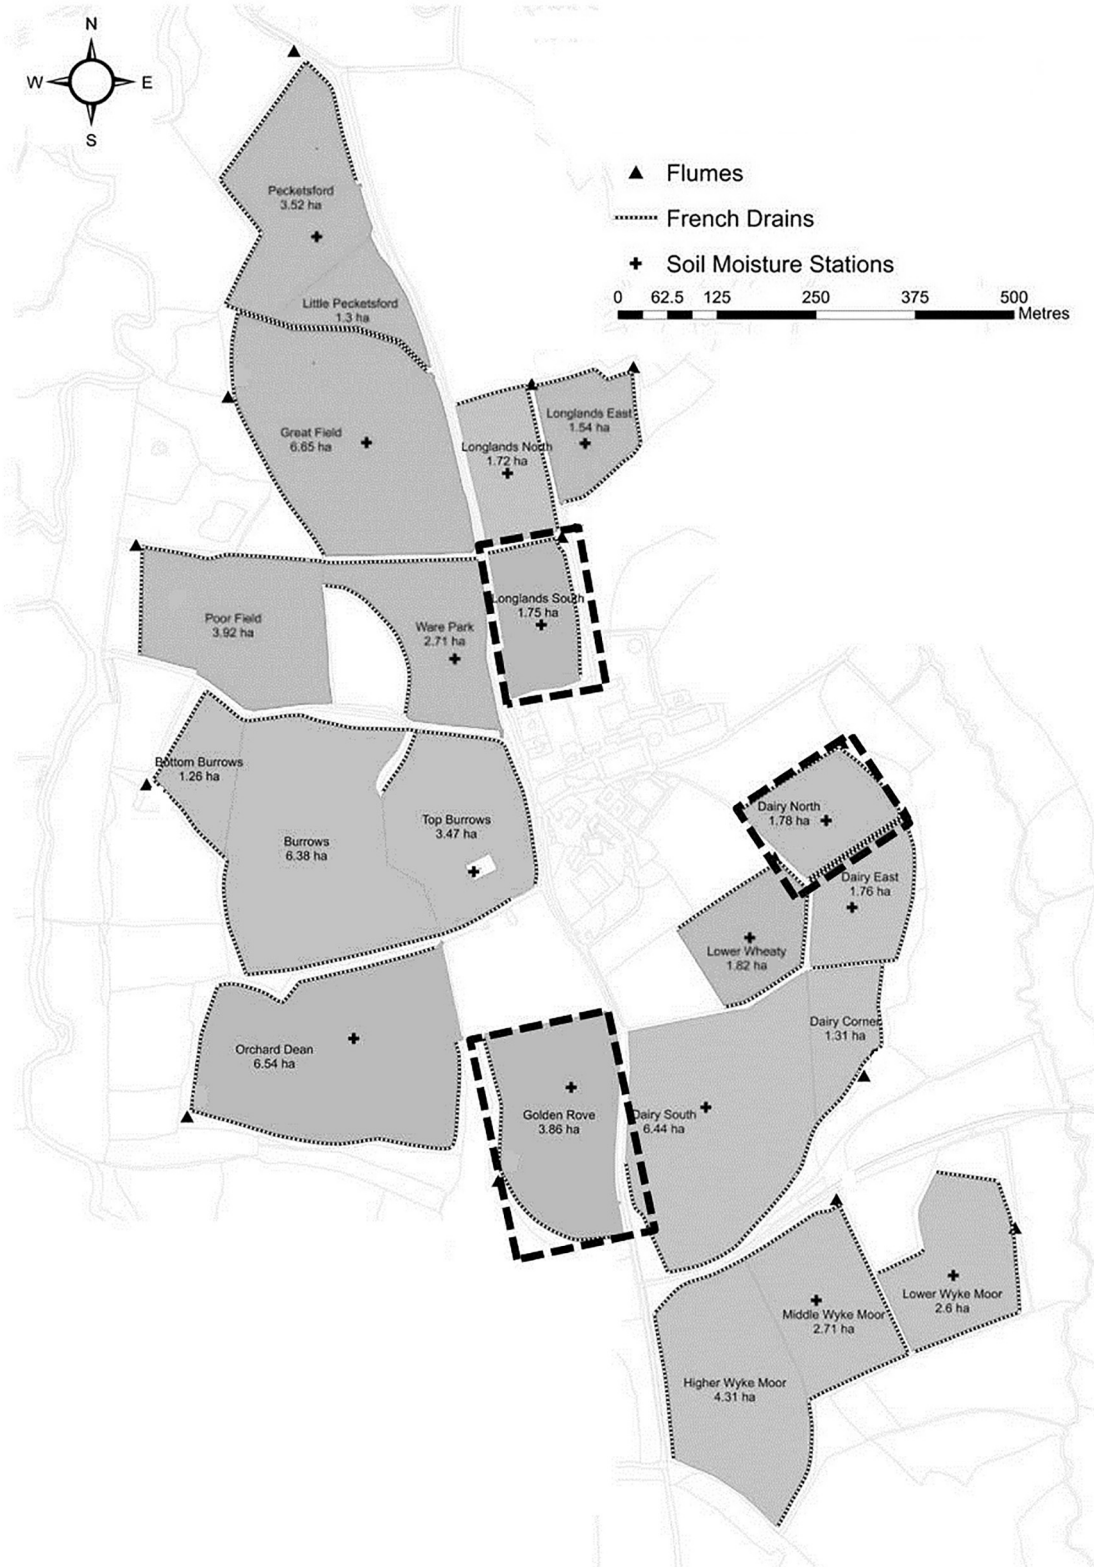 N
W E
S
Flumes
French Drains
Soil Moisture Stations
0 62.5 125 250 375 500
Metres
Pecketsford
3.52 ha
Little Pecketsford
1.3 ha
Great Field
6.65 ha
Longlands North
1.72 ha
Longlands East
1.54 ha
Longlands South
1.75 ha
Poor Field
3.92 ha
Ware Park
2.71 ha
Bottom Burrows
1.26 ha
Burrows
6.38 ha
Top Burrows
3.47 ha
Dairy North
1.78 ha
Dairy East
1.76 ha
Lower Wheaty
1.82 ha
Dairy Corner
1.31 ha
Orchard Dean
6.54 ha
Golden Rove
3.86 ha
Dairy South
6.44 ha
Lower Wyke Moor
2.6 ha
Middle Wyke Moor
2.71 ha
Higher Wyke Moor
4.31 ha